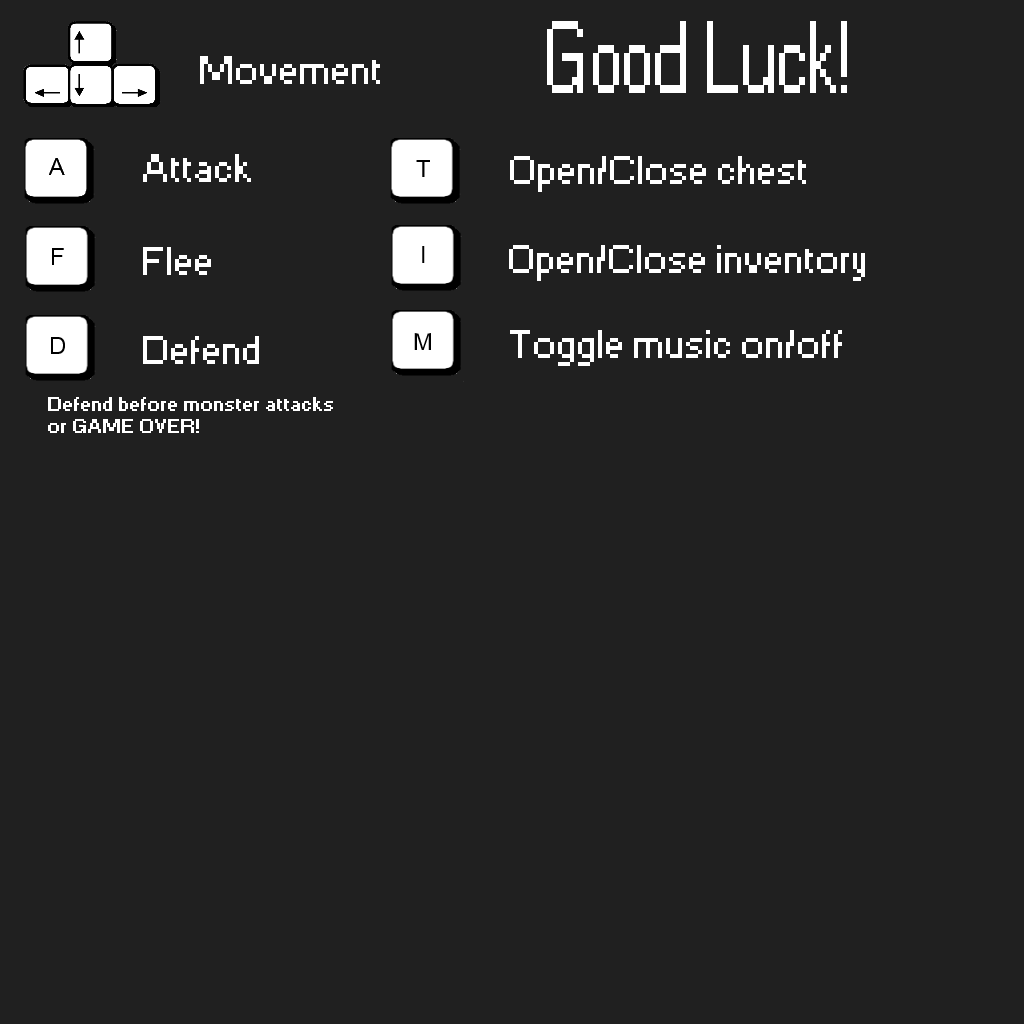 ↑
← ↓ →
Movement
Good Luck!
A
Attack
T
Open/Close chest
F
Flee
I
Open/Close inventory
D
Defend
M
Toggle music on/off
Defend before monster attacks
or GAME OVER!